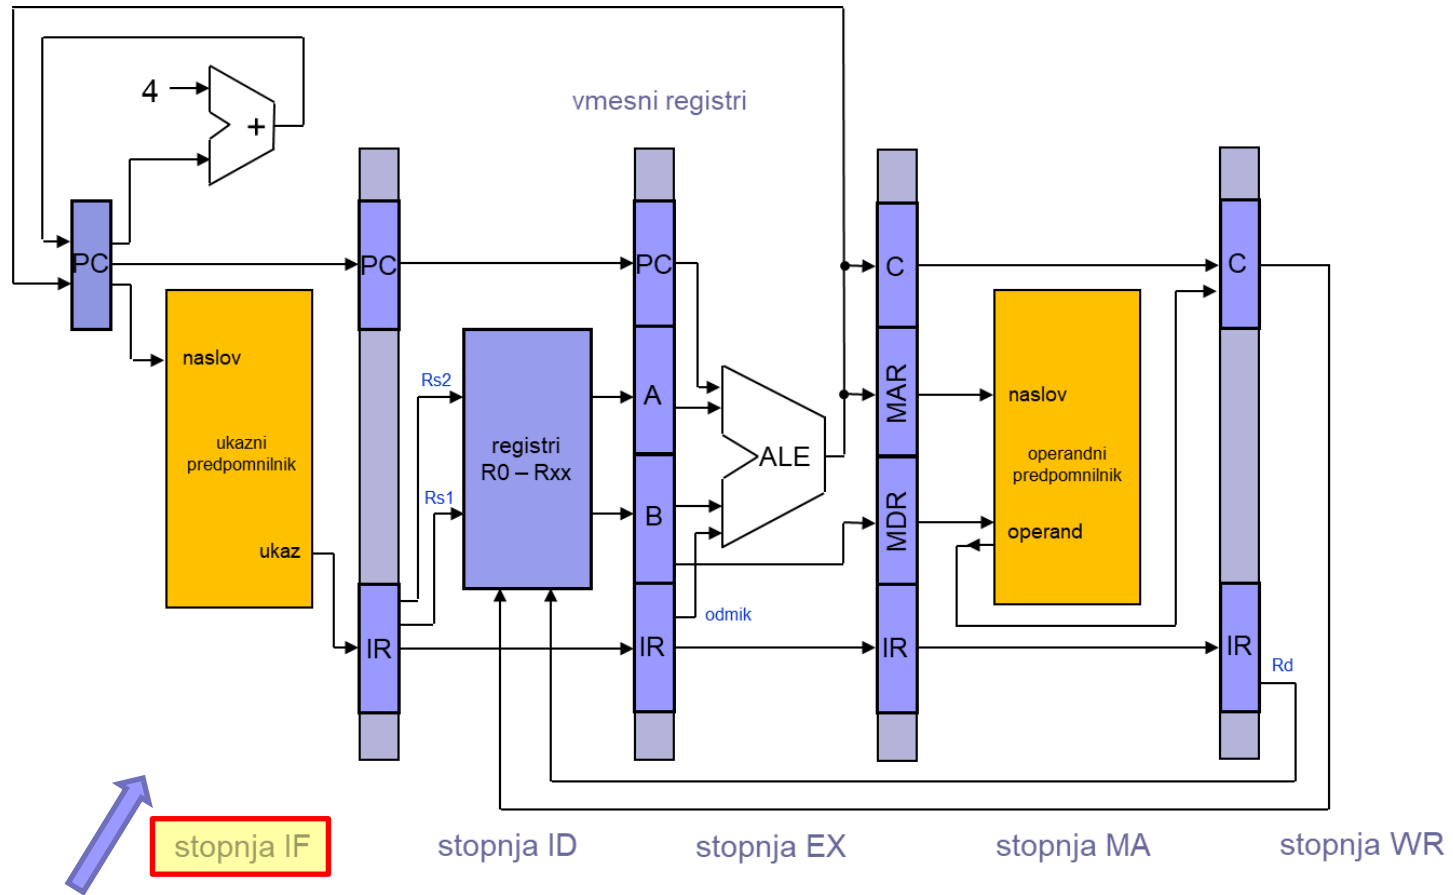 4
+
vmesni registri
PC
PC
PC
C
C
naslov
ukazni
predpomnilnik
ukaz
Rs2
Rs1
registri
R0 – Rxx
A
B
ALE
MAR
MDR
naslov
operandni
predpomnilnik
operand
odmik
IR
IR
IR
IR
Rd
stopnja IF
stopnja ID
stopnja EX
stopnja MA
stopnja WR